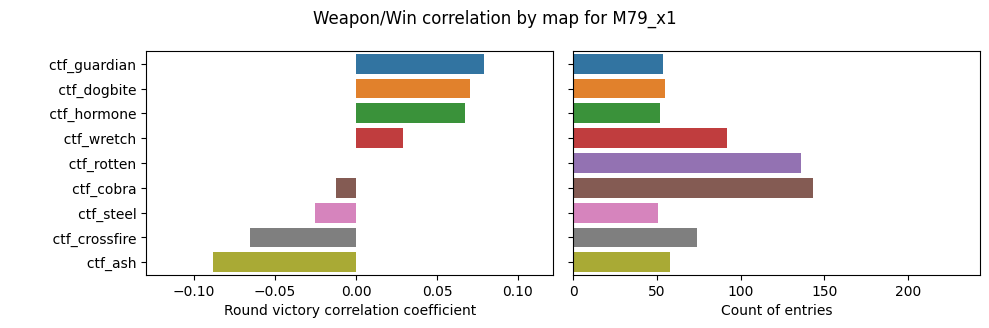 Weapon/Win correlation by map for M79_x1
ctf_guardian
ctf_dogbite
ctf_hormone
ctf_wretch
ctf_rotten
ctf_cobra
ctf_steel
ctf_crossfire
ctf_ash
−0.10 −0.05 0.00 0.05 0.10
Round victory correlation coefficient
0 50 100 150 200
Count of entries